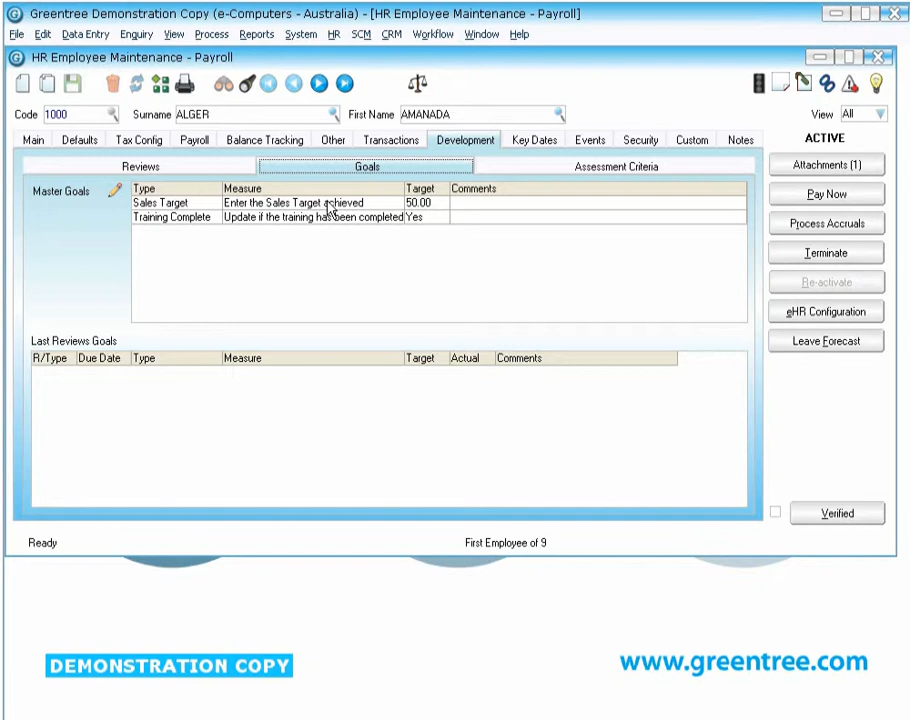 Greentree Demonstration Copy (e-Computers - Australia) - [HR Employee Maintenance - Payroll]
File Edit Data Entry Enquiry View Process Reports System HR SCM CRM Workflow Window Help
HR Employee Maintenance - Payroll
Code 1000 Surname ALGER First Name AMANADA View All
Main Defaults Tax Config Payroll Balance Tracking Other Transactions Development Key Dates Events Security Custom Notes ACTIVE
Reviews Goals Assessment Criteria Attachments (1)
Master Goals Type Measure Target Comments
Sales Target Enter the Sales Target achieved 50.00 Pay Now
Training Complete Update if the training has been completed Yes
Process Accruals
Terminate
Re-activate
eHR Configuration
Last Reviews Goals Leave Forecast
R/Type Due Date Type Measure Target Actual Comments
Verified
Ready First Employee of 9
DEMONSTRATION COPY www.greentree.com